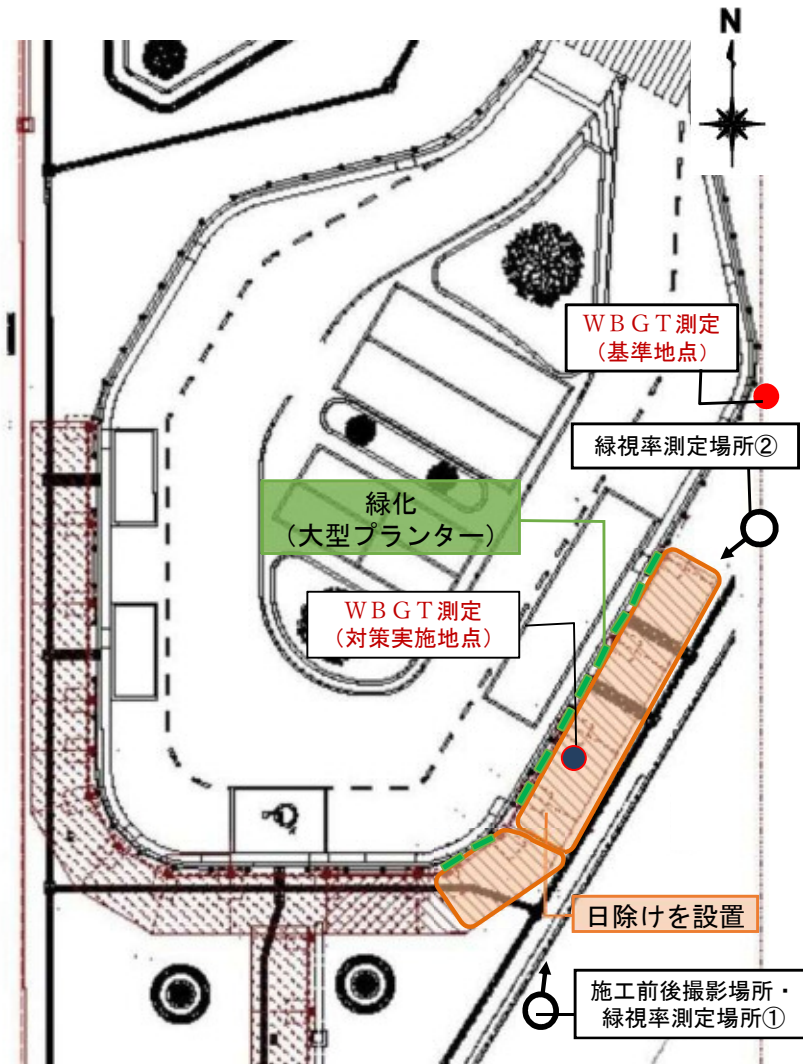 N
ＷＢＧＴ測定
（基準地点）
緑視率測定場所②
緑化
（大型プランター）
ＷＢＧＴ測定
（対策実施地点）
日除けを設置
施工前後撮影場所・
緑視率測定場所①